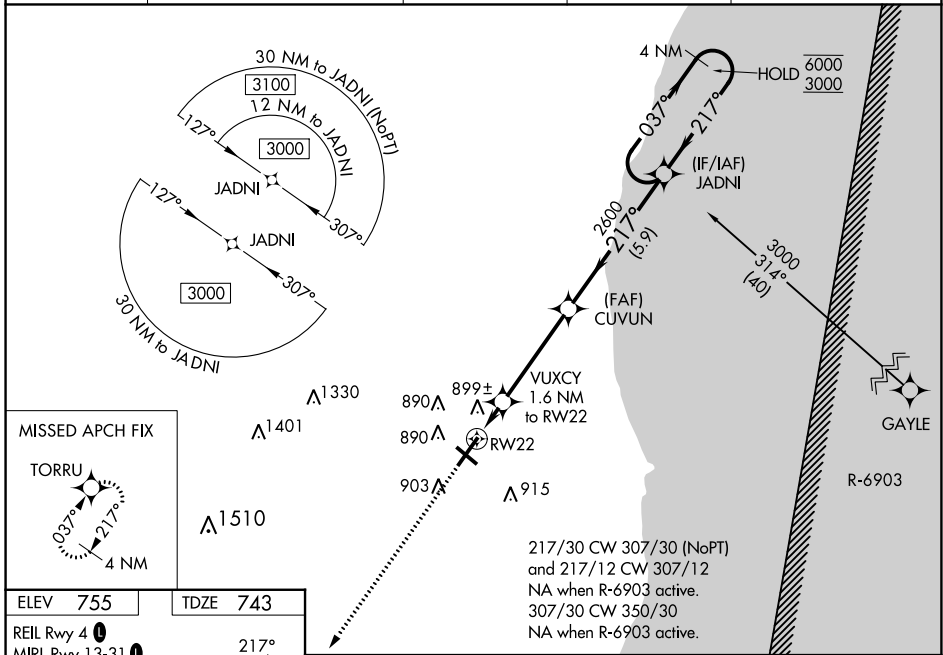 30 NM to JADNI (NoPT)
3100
12 NM to JADNI
3000
127°
JADNI
307°
127°
JADNI
307°
3000
30 NM to JADNI
4 NM
HOLD 6000
3000
037°
217°
(IF/IAF)
JADNI
2600
217°
(5.9)
3000
314°
(40)
(FAF)
CUVUN
VUXCY
1.6 NM
to RW22
GAYLE
R-6903
1330
1401
890
899±
890
RW22
903
915
1510
MISSED APCH FIX
TORRU
037°
217°
4 NM
217/30 CW 307/30 (NoPT)
and 217/12 CW 307/12
NA when R-6903 active.
307/30 CW 350/30
NA when R-6903 active.
ELEV 755
TDZE 743
REIL Rwy 4 L
MIRL Rwy 13-31 L
217°